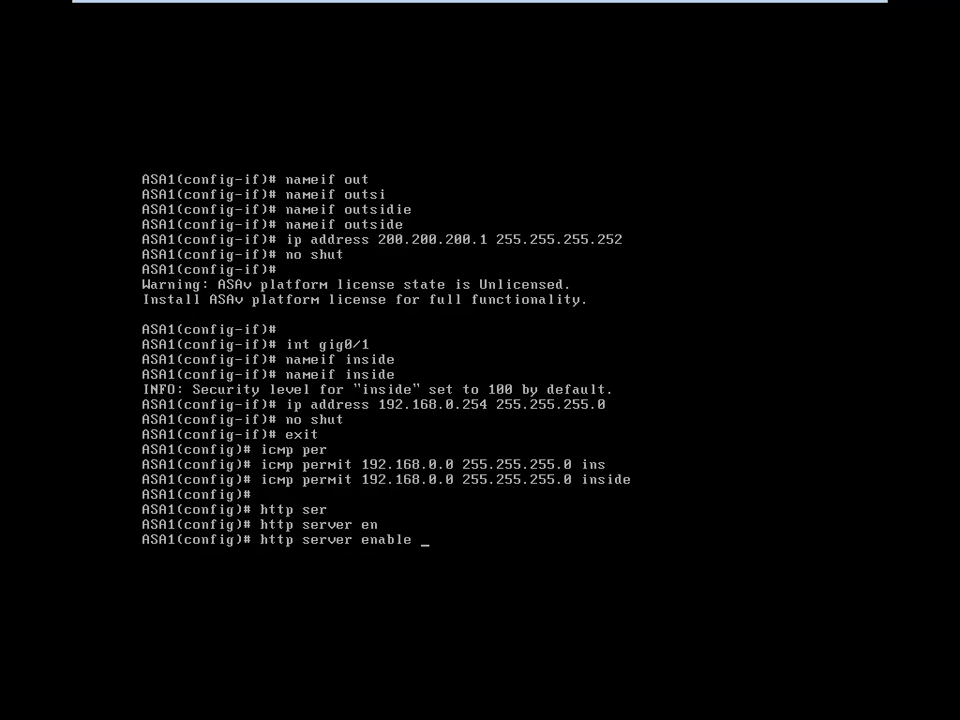 ASA1(config-if)# nameif out
ASA1(config-if)# nameif outsi
ASA1(config-if)# nameif outsidie
ASA1(config-if)# nameif outside
ASA1(config-if)# ip address 200.200.200.1 255.255.255.252
ASA1(config-if)# no shut
ASA1(config-if)#
Warning: ASAv platform license state is Unlicensed.
Install ASAv platform license for full functionality.
ASA1(config-if)#
ASA1(config-if)# int gig0/1
ASA1(config-if)# nameif inside
ASA1(config-if)# nameif inside
INFO: Security level for "inside" set to 100 by default.
ASA1(config-if)# ip address 192.168.0.254 255.255.255.0
ASA1(config-if)# no shut
ASA1(config-if)# exit
ASA1(config)# icmp per
ASA1(config)# icmp permit 192.168.0.0 255.255.255.0 ins
ASA1(config)# icmp permit 192.168.0.0 255.255.255.0 inside
ASA1(config)#
ASA1(config)# http ser
ASA1(config)# http server en
ASA1(config)# http server enable _